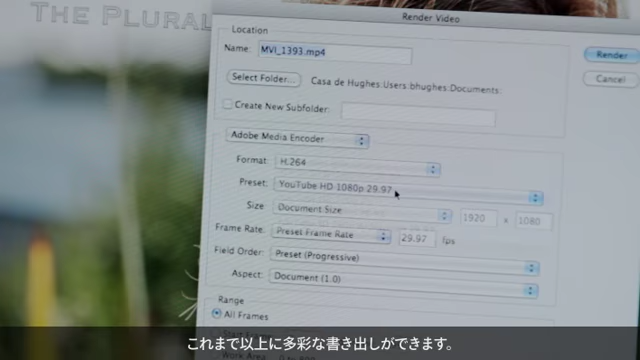 THE PLURAL
Render Video
Location
Name: MVI_1393.mp4
Render
Select Folder... Casa de Hughes:Users:bhughes:Documents:
Cancel
Create New Subfolder:
Adobe Media Encoder
Format: H.264
Preset: YouTube HD 1080p 29.97
Size: Document Size 1920 x 1080
Frame Rate: Preset Frame Rate 29.97 fps
Field Order: Preset (Progressive)
Aspect: Document (1.0)
Range
All Frames
Work Area:
これまで以上に多彩な書き出しができます。